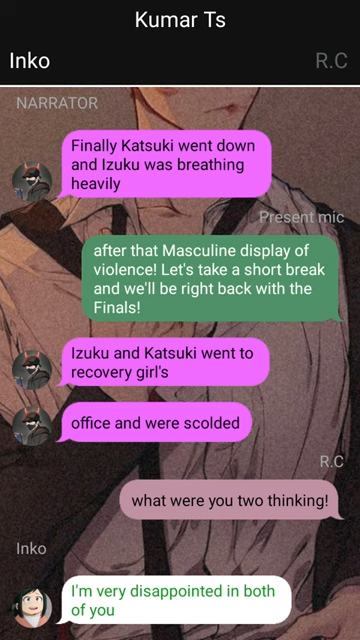 Kumar Ts
Inko
R.C
NARRATOR
Finally Katsuki went down
and Izuku was breathing
heavily
Present mic
after that Masculine display of
violence! Let's take a short break
and we'll be right back with the
Finals!
Izuku and Katsuki went to
recovery girl's
office and were scolded
R.C
what were you two thinking!
Inko
I'm very disappointed in both
of you